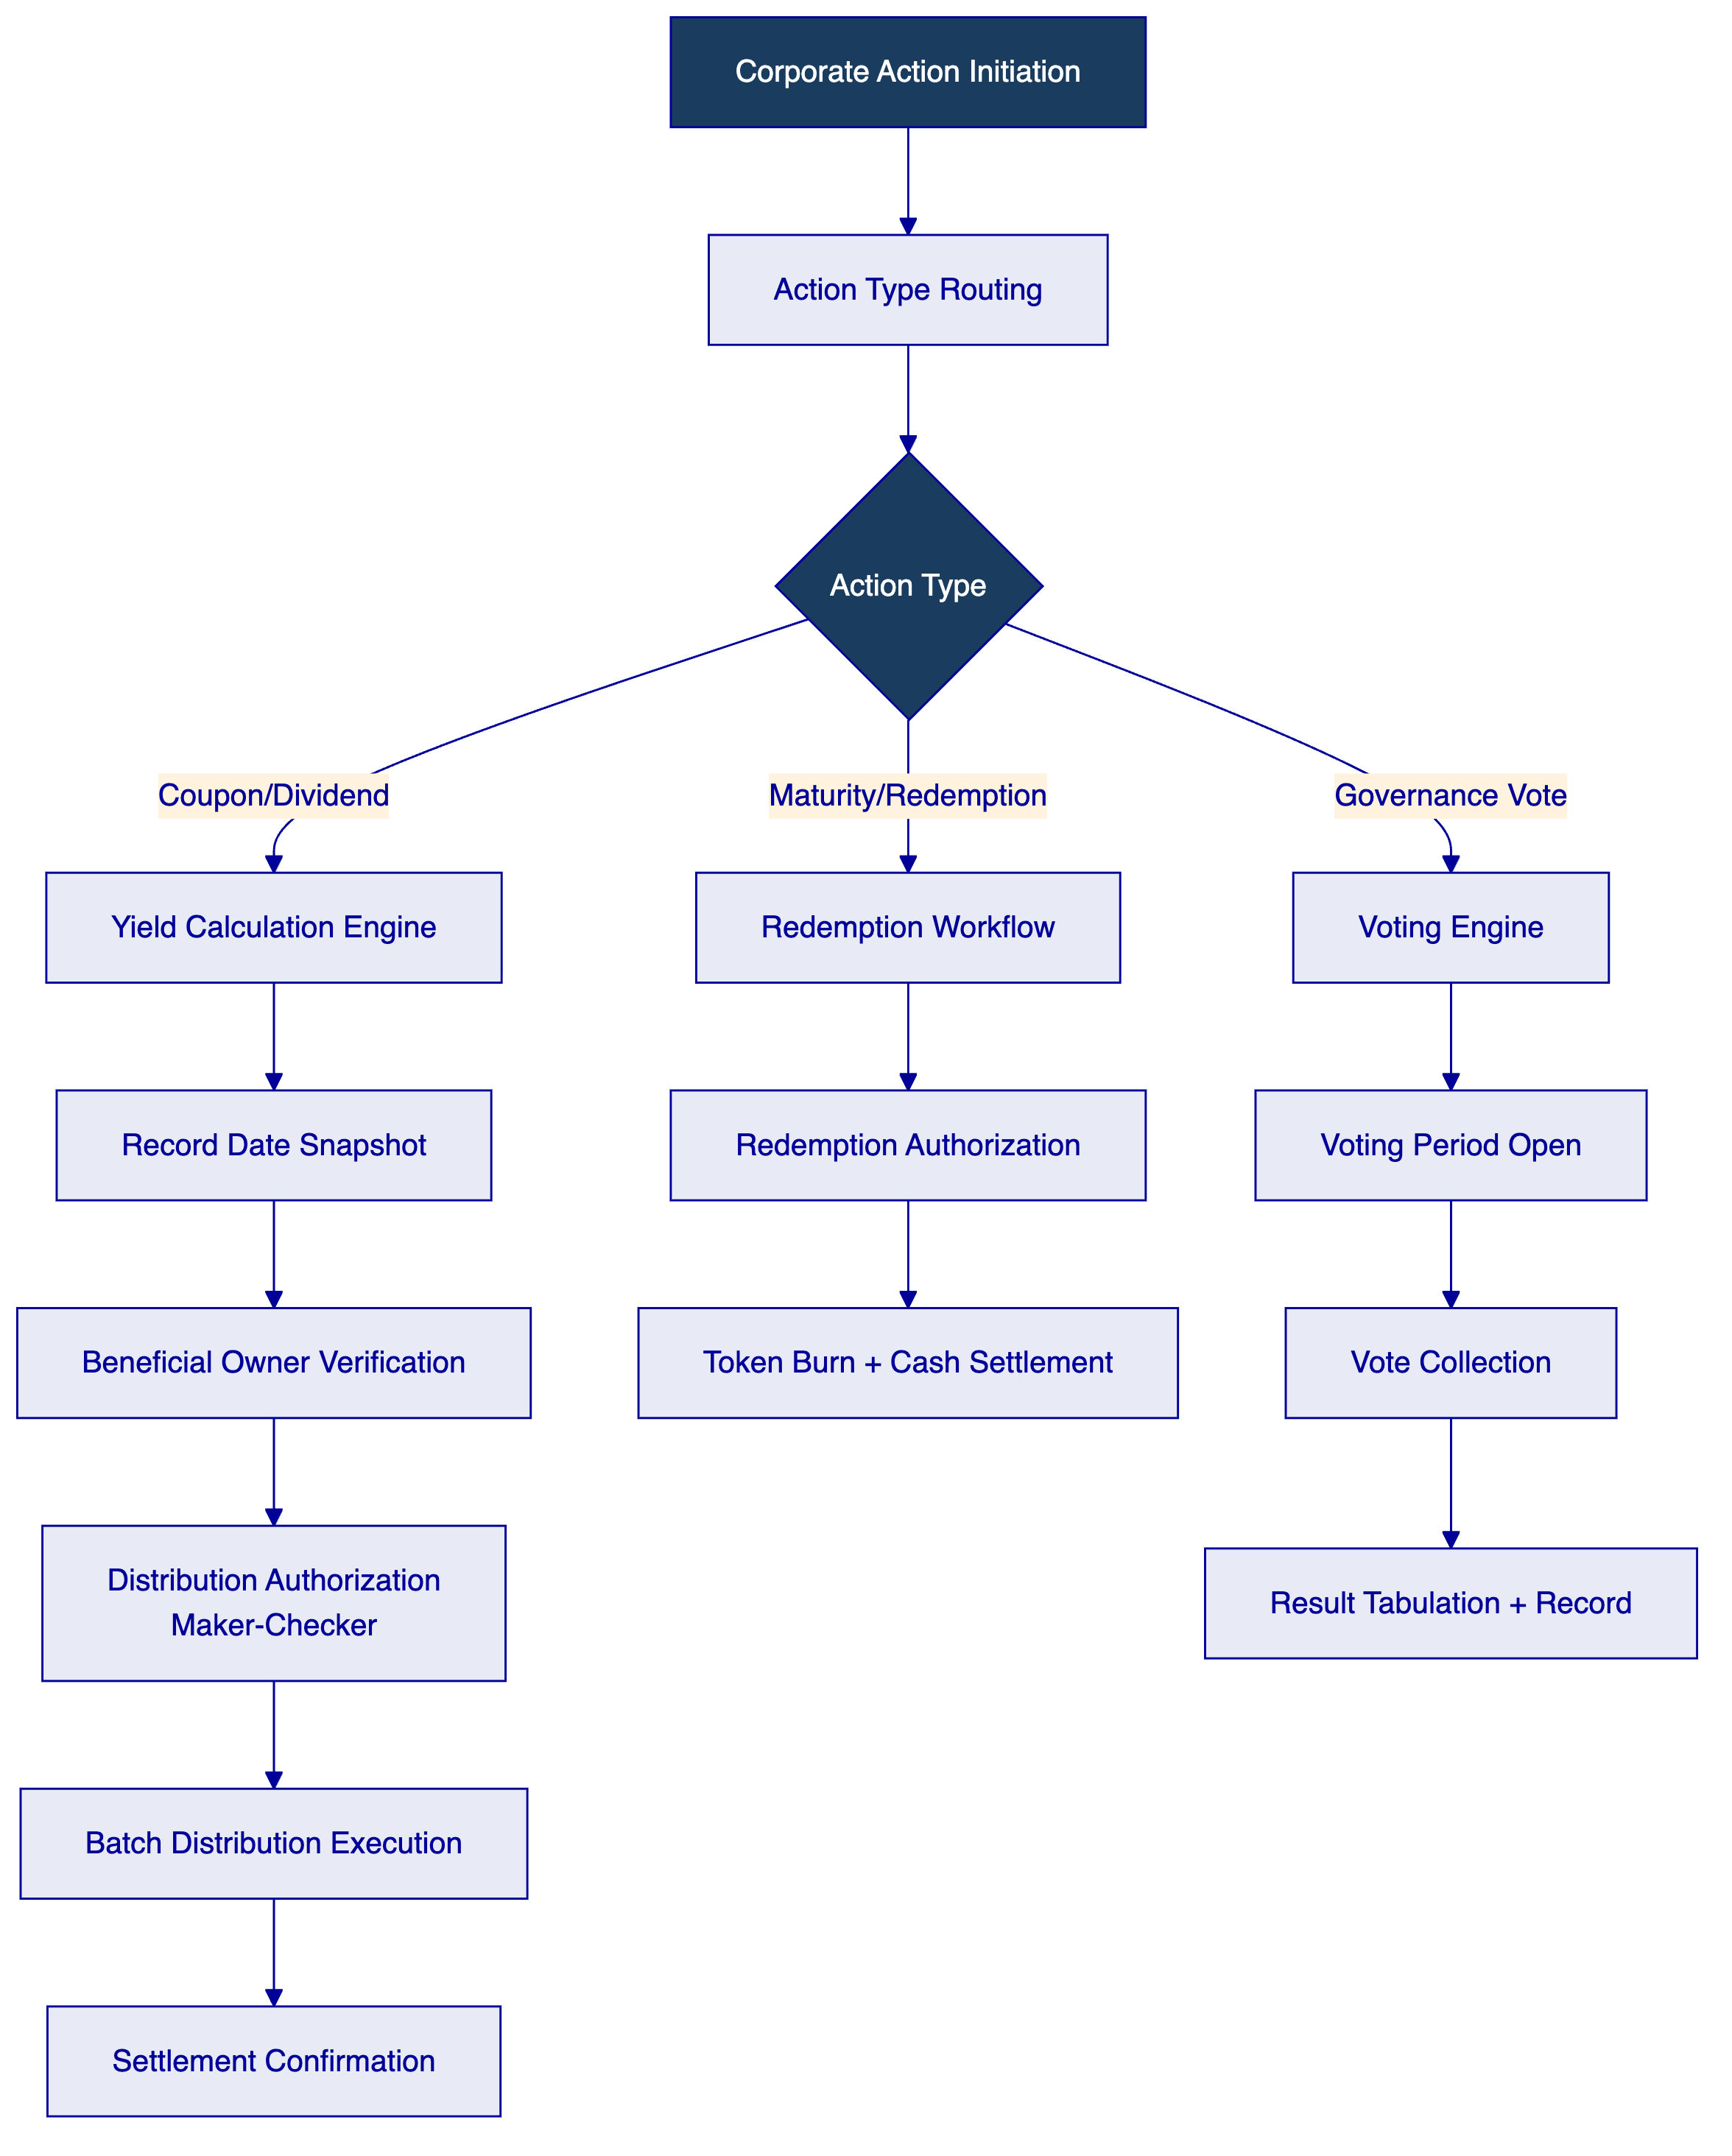 Corporate Action Initiation
Action Type Routing
Action Type
Coupon/Dividend
Maturity/Redemption
Governance Vote
Yield Calculation Engine
Redemption Workflow
Voting Engine
Record Date Snapshot
Redemption Authorization
Voting Period Open
Beneficial Owner Verification
Token Burn + Cash Settlement
Vote Collection
Distribution Authorization
Maker-Checker
Result Tabulation + Record
Batch Distribution Execution
Settlement Confirmation